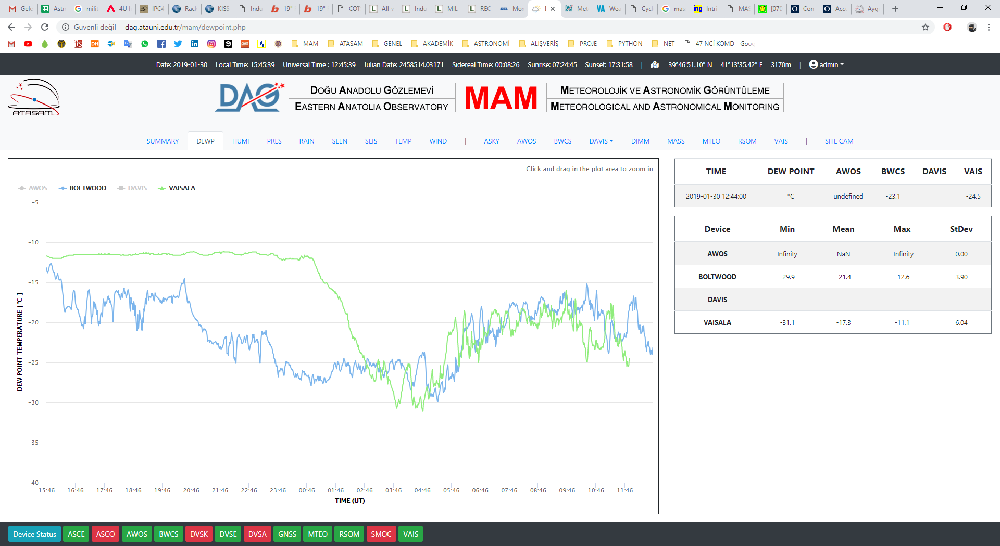 Gele
Astr
milit
4U h
IPC4
Rack
KISS
Indu
19"
19"
COT
All-v
Indu
MIL-
REC
Mox
Met
Wea
Cycl
mas
Intri
MAS
[070
Con
Accu
Ayg
Güvenli değil | dag.atauni.edu.tr/mam/dewpoint.php
MAM ATASAM GENEL AKADEMİK ASTRONOMİ ALIŞVERİŞ PROJE PYTHON NET 47 NCİ KOMD - Goog
Date: 2019-01-30 Local Time: 15:45:39 Universal Time : 12:45:39 Julian Date: 2458514.03171 Sidereal Time: 00:08:26 Sunrise: 07:24:45 Sunset: 17:31:58 | 39°46'51.10" N 41°13'35.42" E 3170m | admin
ATASAM
DAG
DOĞU ANADOLU GÖZLEMEVİ
EASTERN ANATOLIA OBSERVATORY
MAM
METEOROLOJİK VE ASTRONOMİK GÖRÜNTÜLEME
METEOROLOGICAL AND ASTRONOMICAL MONITORING
SUMMARY DEWP HUMI PRES RAIN SEEN SEIS TEMP WIND | ASKY AWOS BWCS DAVIS DIMM MASS MTEO RSQM VAIS | SITE CAM
Click and drag in the plot area to zoom in
AWOS BOLTWOOD DAVIS VAISALA
DEW POINT TEMPERATURE [ °C ]
-5
-10
-15
-20
-25
-30
-35
-40
15:46 16:46 17:46 18:46 19:46 20:46 21:46 22:46 23:46 00:46 01:46 02:46 03:46 04:46 05:46 06:46 07:46 08:46 09:46 10:46 11:46
TIME (UT)
TIME DEW POINT AWOS BWCS DAVIS VAIS
2019-01-30 12:44:00 °C undefined -23.1 -24.5
Device Min Mean Max StDev
AWOS Infinity NaN -Infinity 0.00
BOLTWOOD -29.9 -21.4 -12.6 3.90
DAVIS - - - -
VAISALA -31.1 -17.3 -11.1 6.04
Device Status ASCE ASCO AWOS BWCS DVSK DVSE DVSA GNSS MTEO RSQM SMOC VAIS